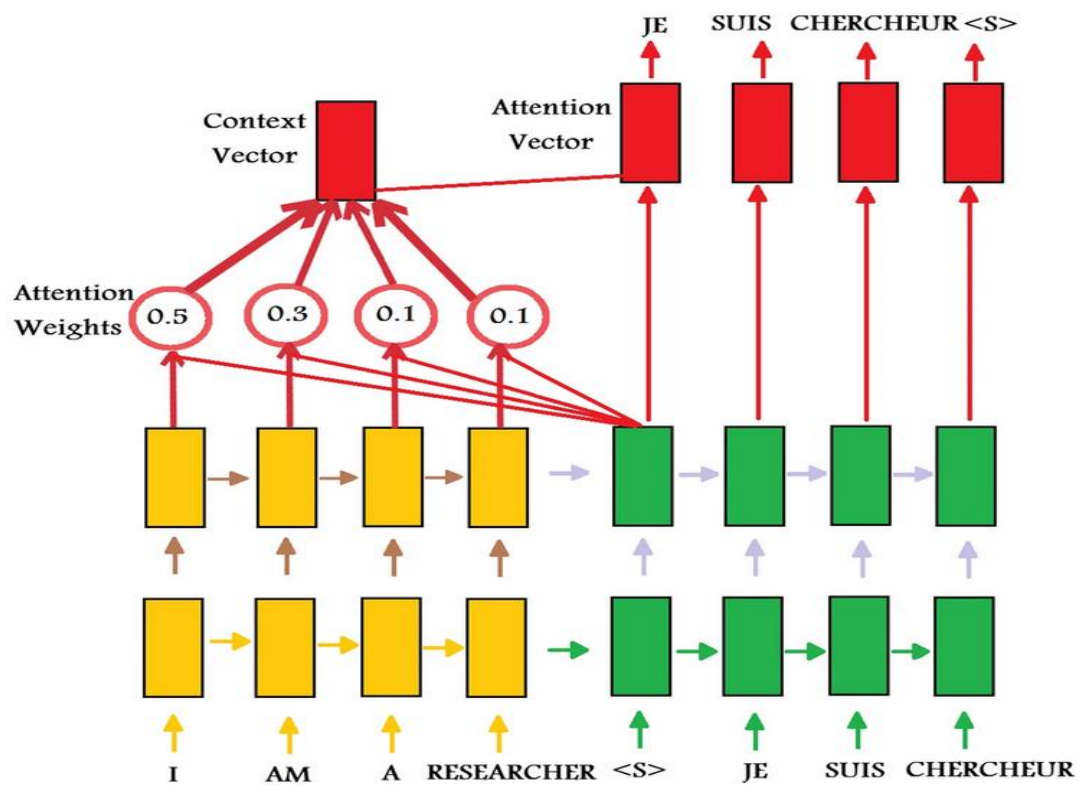 JE SUIS CHERCHEUR <S>
Context
Vector
Attention
Vector
Attention
Weights
0.5 0.3 0.1 0.1
I AM A RESEARCHER <S> JE SUIS CHERCHEUR